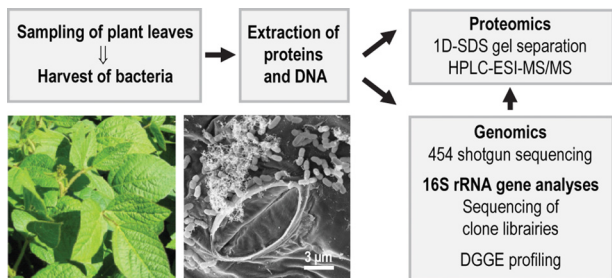 Sampling of plant leaves
⇓
Harvest of bacteria
Extraction of
proteins
and DNA
Proteomics
1D-SDS gel separation
HPLC-ESI-MS/MS
Genomics
454 shotgun sequencing
16S rRNA gene analyses
Sequencing of
clone librairies
DGGE profiling
3 µm